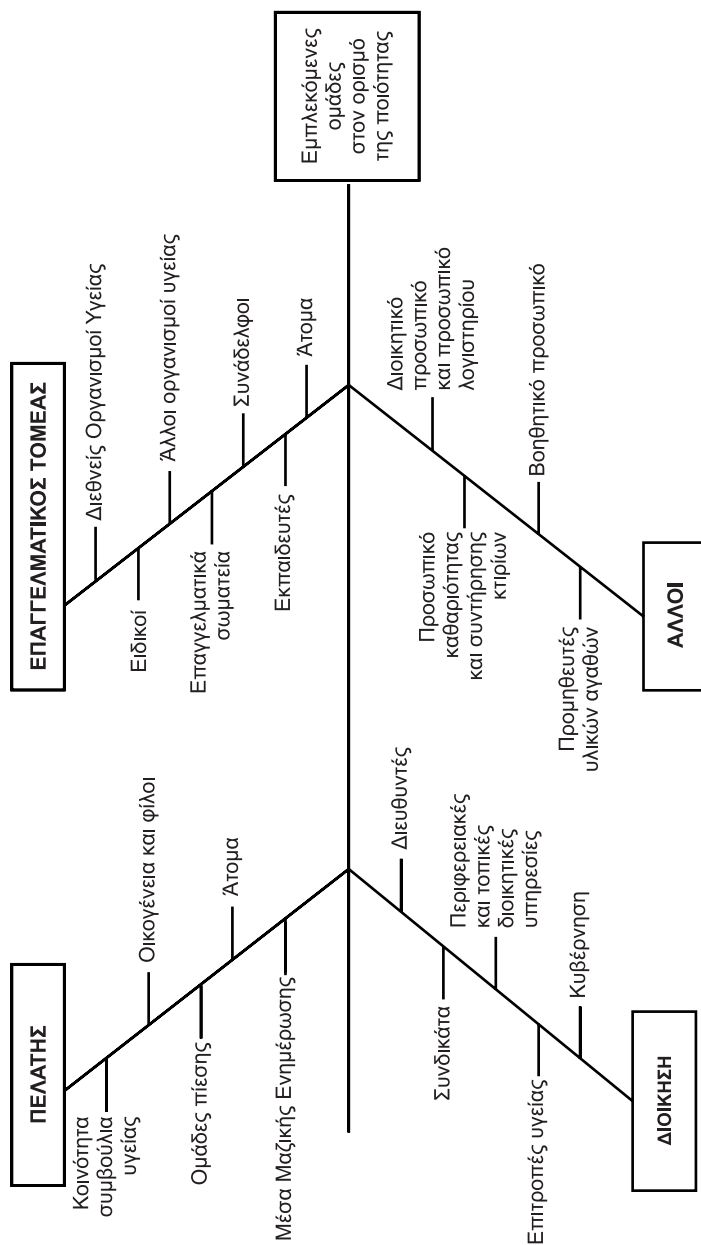 ΠΕΛΑΤΗΣ
Κοινότητα
συμβούλια
υγείας
Οικογένεια και φίλοι
Ομάδες πίεσης
Άτομα
Μέσα Μαζικής Ενημέρωσης
ΕΠΑΓΓΕΛΜΑΤΙΚΟΣ ΤΟΜΕΑΣ
Διεθνείς Οργανισμοί Υγείας
Ειδικοί
Άλλοι οργανισμοί υγείας
Επαγγελματικά
σωματεία
Συνάδελφοι
Εκπαιδευτές
Άτομα
Εμπλεκόμενες
ομάδες
στον ορισμό
της ποιότητας
Διευθυντές
Συνδικάτα
Περιφερειακές
και τοπικές
διοικητικές
υπηρεσίες
Επιτροπές υγείας
Κυβέρνηση
ΔΙΟΙΚΗΣΗ
Διοικητικό
προσωπικό
και προσωπικό
λογιστηρίου
Προσωπικό
καθαριότητας
και συντήρησης
κτιρίων
Βοηθητικό προσωπικό
Προμηθευτές
υλικών αγαθών
ΑΛΛΟΙ